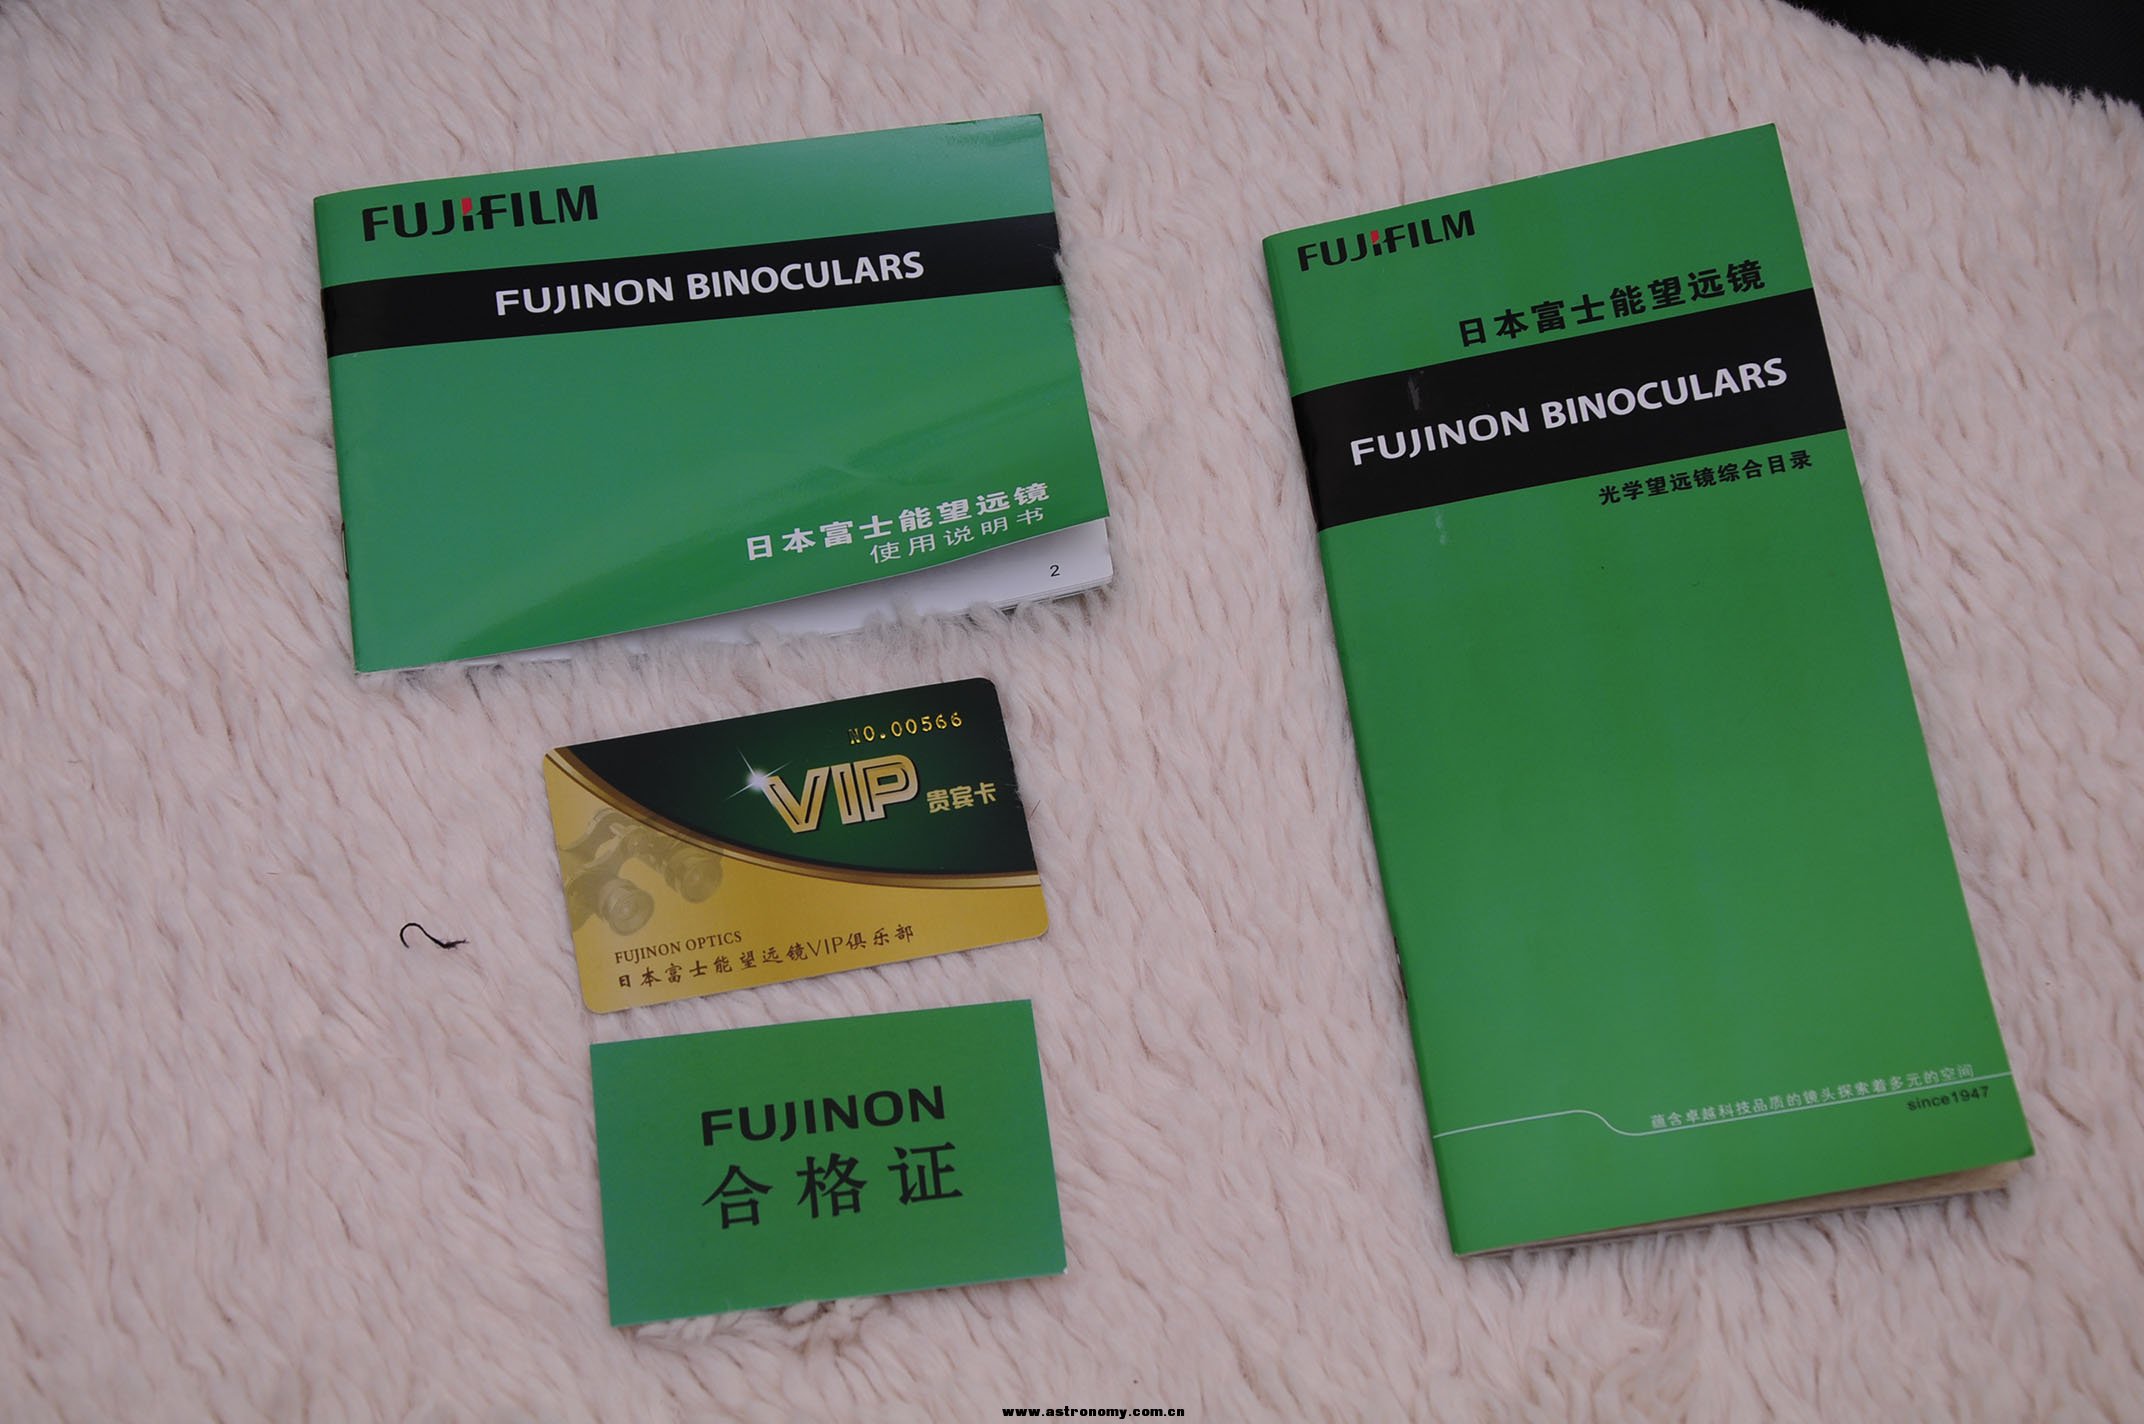 FUJIFILM
FUJINON BINOCULARS
日本富士能望远镜
使用说明书
2
FUJIFILM
日本富士能望远镜
FUJINON BINOCULARS
光学望远镜综合目录
蕴含卓越科技品质的镜头探索着多元的空间
since1947
NO.00566
VIP 贵宾卡
FUJINON OPTICS
日本富士能望远镜VIP俱乐部
FUJINON
合格证
www.astronomy.com.cn